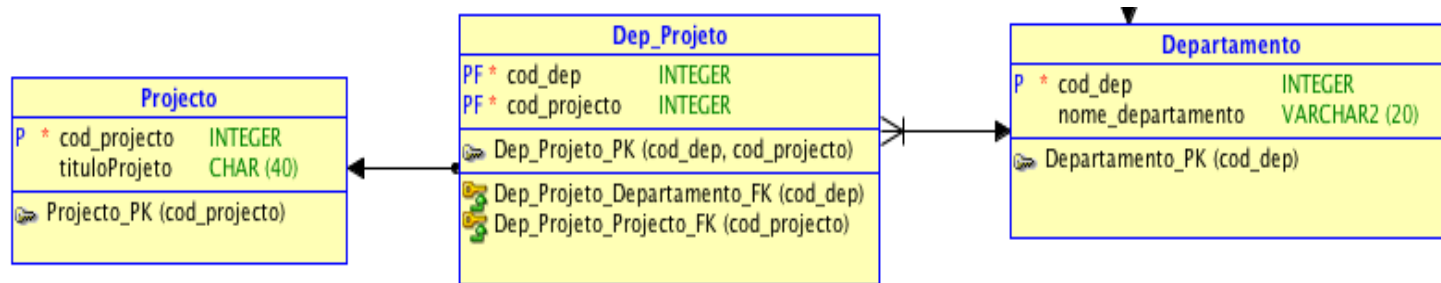 Projecto
P * cod_projecto INTEGER
tituloProjeto CHAR (40)
Projecto_PK (cod_projecto)
Dep_Projeto
PF * cod_dep INTEGER
PF * cod_projecto INTEGER
Dep_Projeto_PK (cod_dep, cod_projecto)
Dep_Projeto_Departamento_FK (cod_dep)
Dep_Projeto_Projecto_FK (cod_projecto)
Departamento
P * cod_dep INTEGER
nome_departamento VARCHAR2 (20)
Departamento_PK (cod_dep)